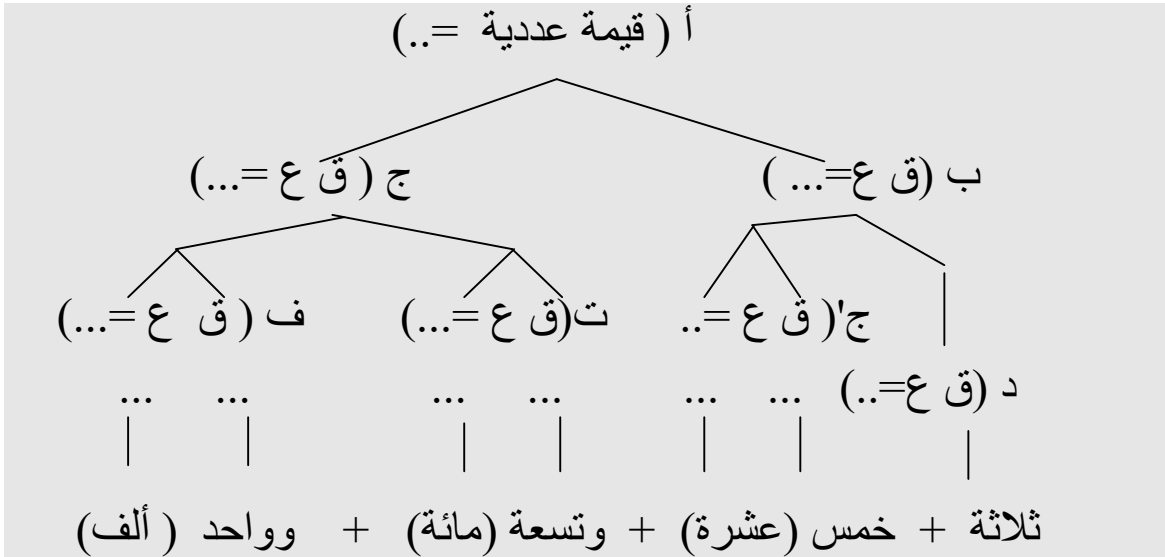 أ ( قيمة عددية =..)
ب (ق ع=... ) ج ( ق ع =...)
ج'( ق ع =.. ت(ق ع =...) ف ( ق ع =...)
د (ق ع=..) ... ... ... ... ... ...
ثلاثة + خمس (عشرة) + وتسعة (مائة) + وواحد ( ألف)